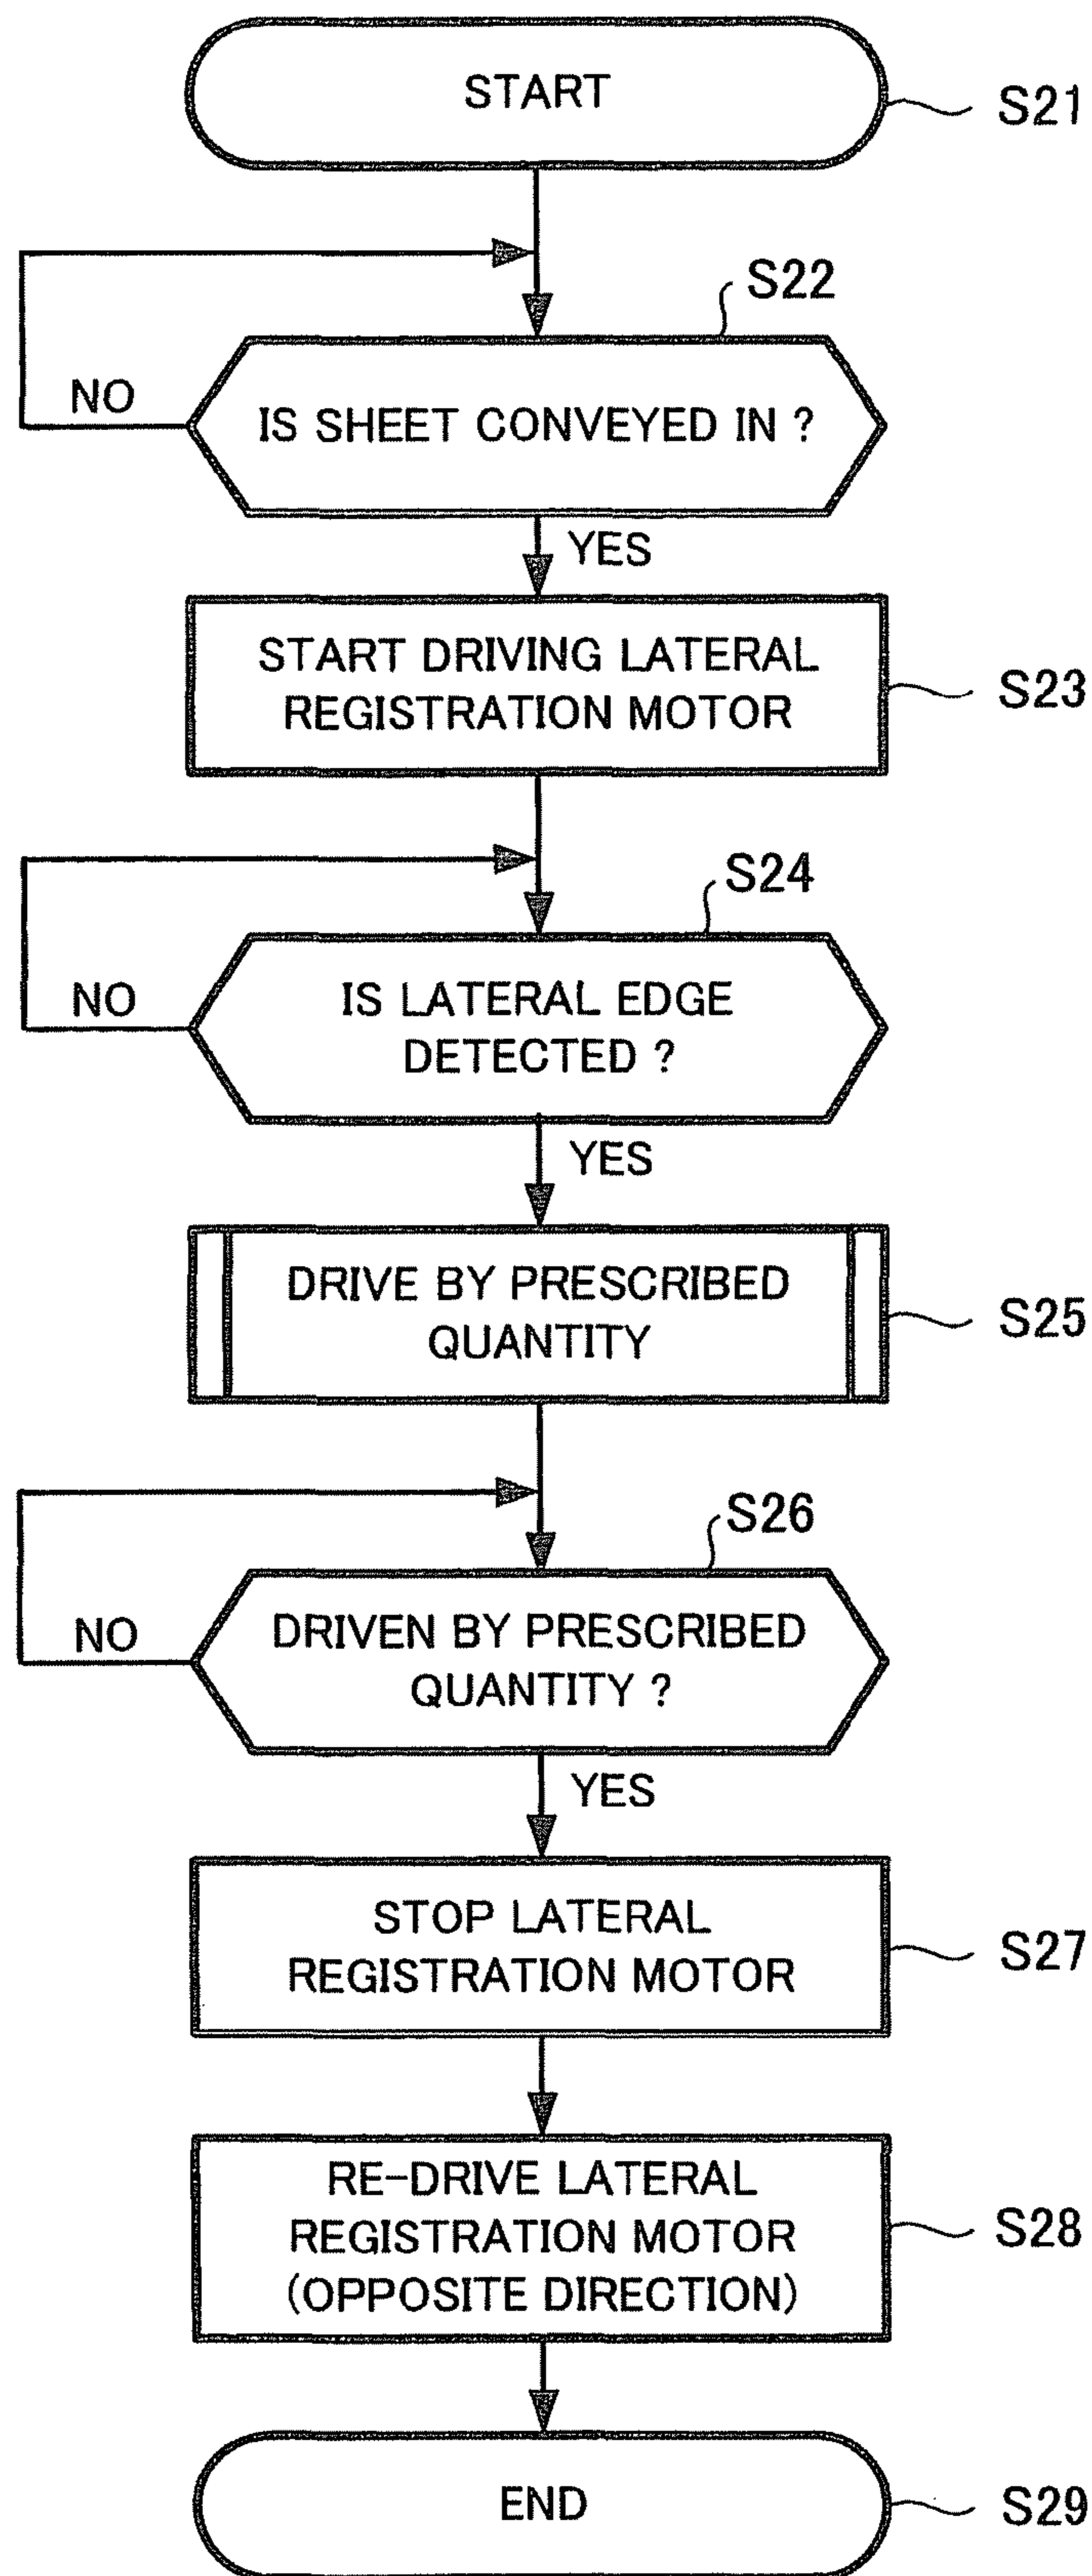 START
S21
S22
NO
IS SHEET CONVEYED IN ?
YES
START DRIVING LATERAL
REGISTRATION MOTOR
S23
S24
NO
IS LATERAL EDGE
DETECTED ?
YES
DRIVE BY PRESCRIBED
QUANTITY
S25
S26
NO
DRIVEN BY PRESCRIBED
QUANTITY ?
YES
STOP LATERAL
REGISTRATION MOTOR
S27
RE-DRIVE LATERAL
REGISTRATION MOTOR
(OPPOSITE DIRECTION)
S28
END
S29